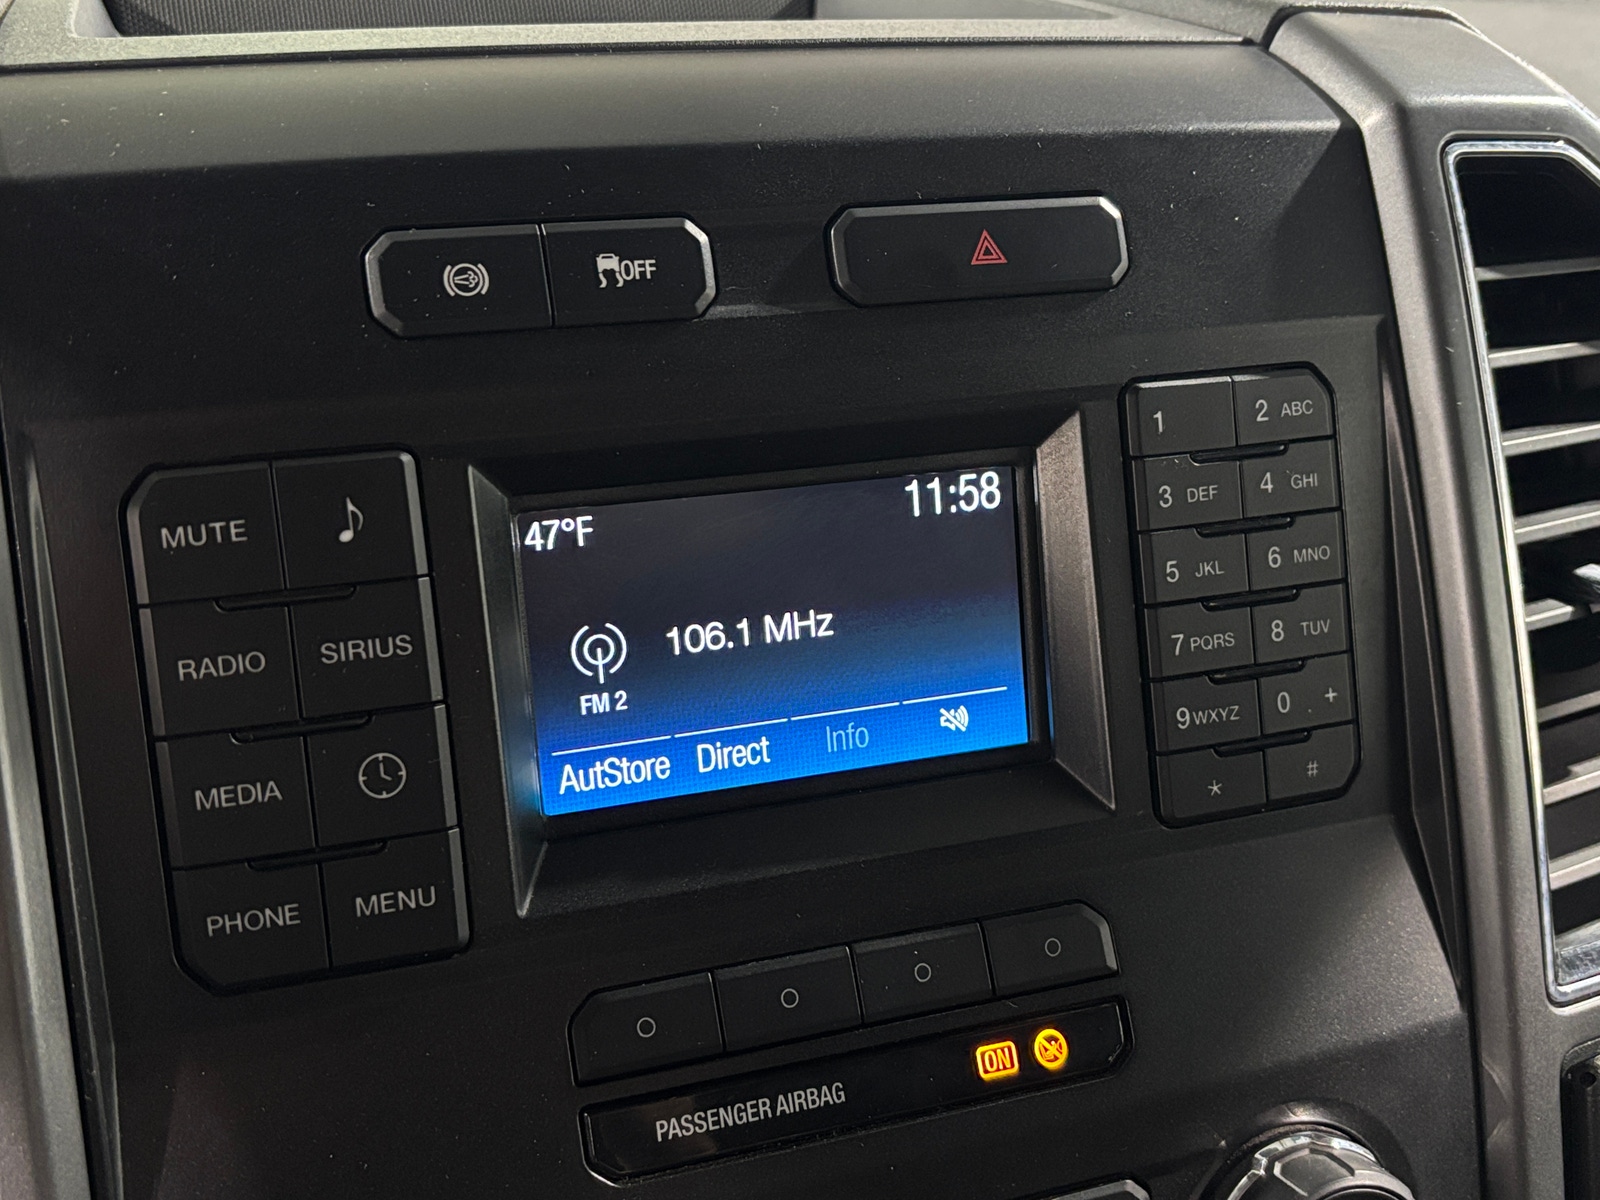 OFF
MUTE
RADIO
SIRIUS
MEDIA
PHONE
MENU
47°F
11:58
106.1 MHz
FM 2
AutStore
Direct
Info
1
2 ABC
3 DEF
4 GHI
5 JKL
6 MNO
7 PQRS
8 TUV
9 WXYZ
0 . +
*
#
ON
PASSENGER AIRBAG